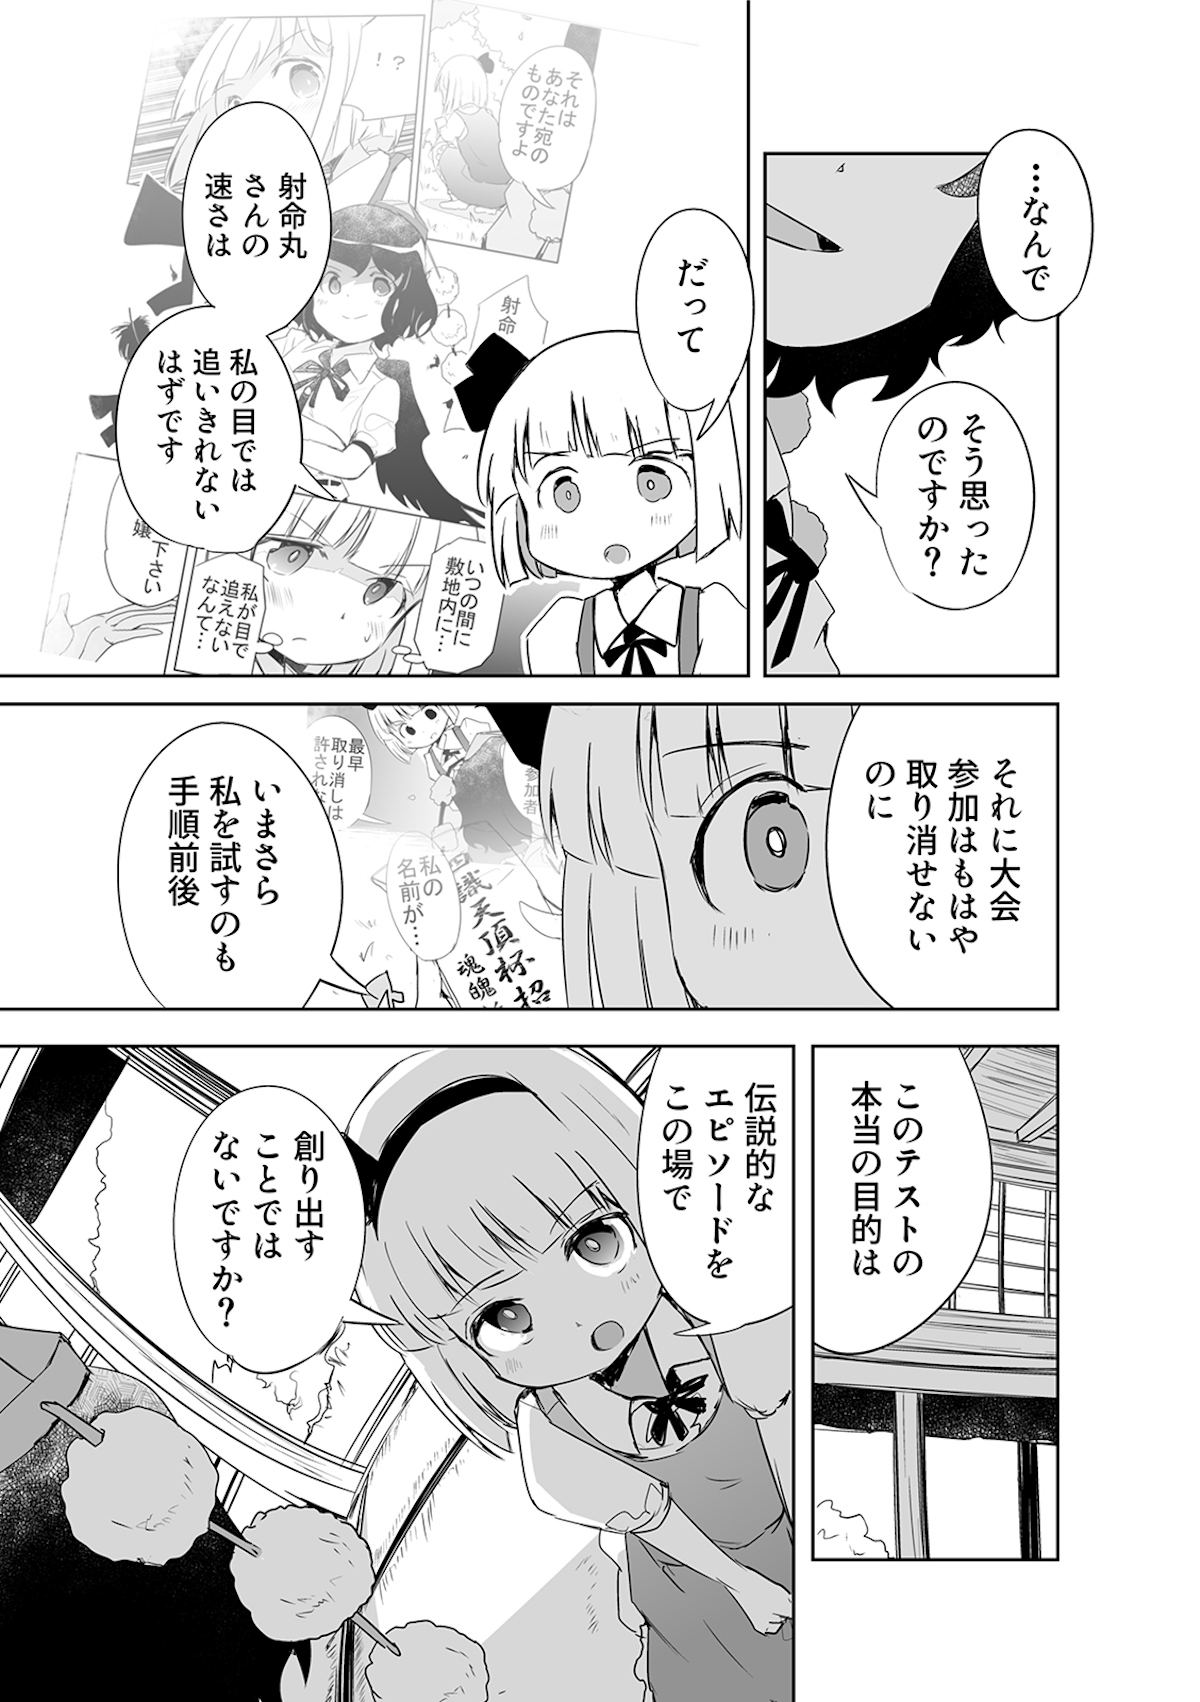 …なんで
そう思った
のですか？
だって
射命丸
さんの
速さは
私の目では
追いきれない
はずです
！？
それは
あなた宛の
ものですよ
射命
いつの間に
敷地内に…
私が目で
追えない
なんて…
嬢下さい
それに大会
参加はもはや
取り消せない
のに
参加者
最早
取り消しは
許されな
私の
名前が…
識天頂杯招
魂魄
いまさら
私を試すのも
手順前後
このテストの
本当の目的は
伝説的な
エピソードを
この場で
創り出す
ことでは
ないですか？